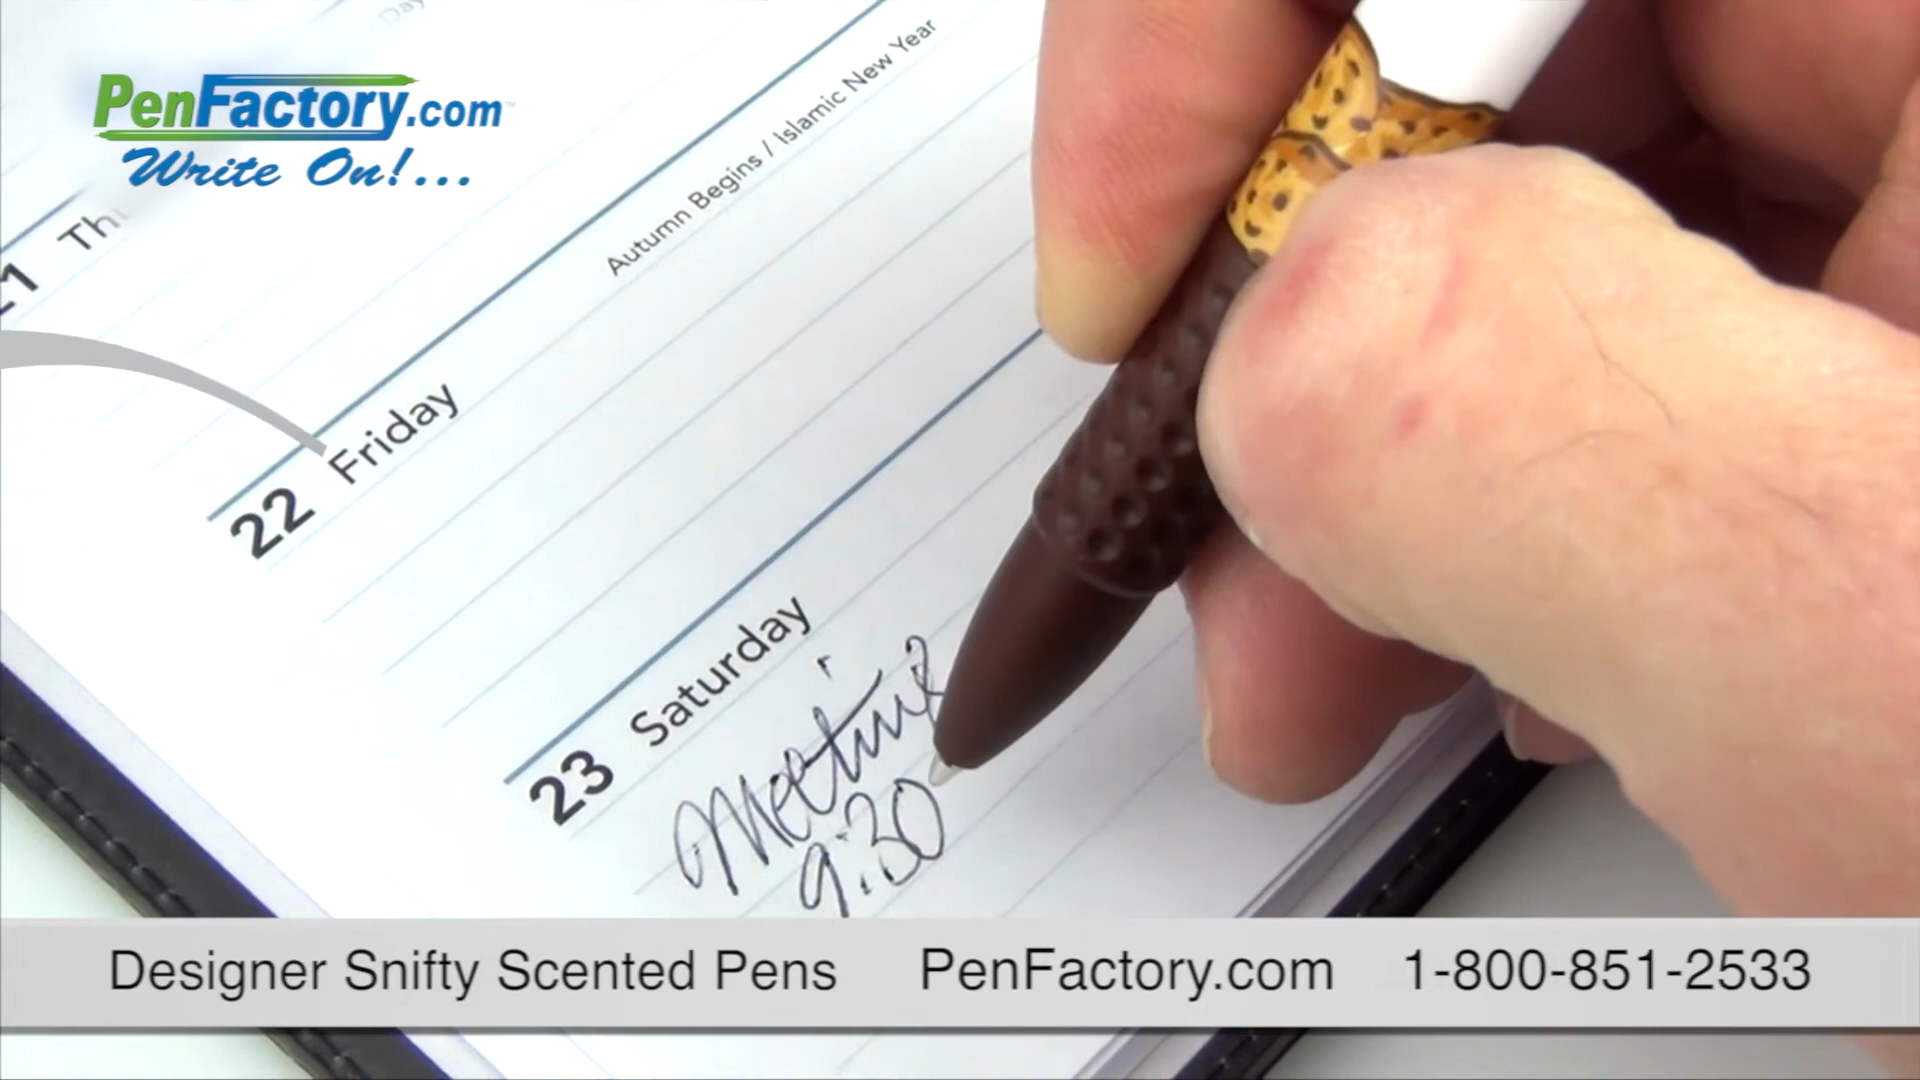 PenFactory.com
Write On!...
Autumn Begins / Islamic New Year
22 Friday
23 Saturday
Meeting
9:30
Designer Snifty Scented Pens PenFactory.com 1-800-851-2533